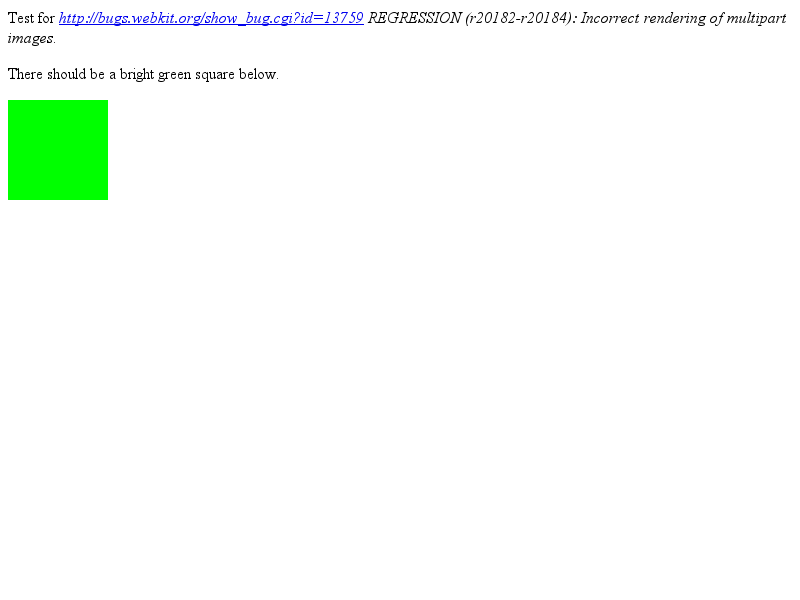 Test for http://bugs.webkit.org/show_bug.cgi?id=13759 REGRESSION (r20182-r20184): Incorrect rendering of multipart
images.
There should be a bright green square below.